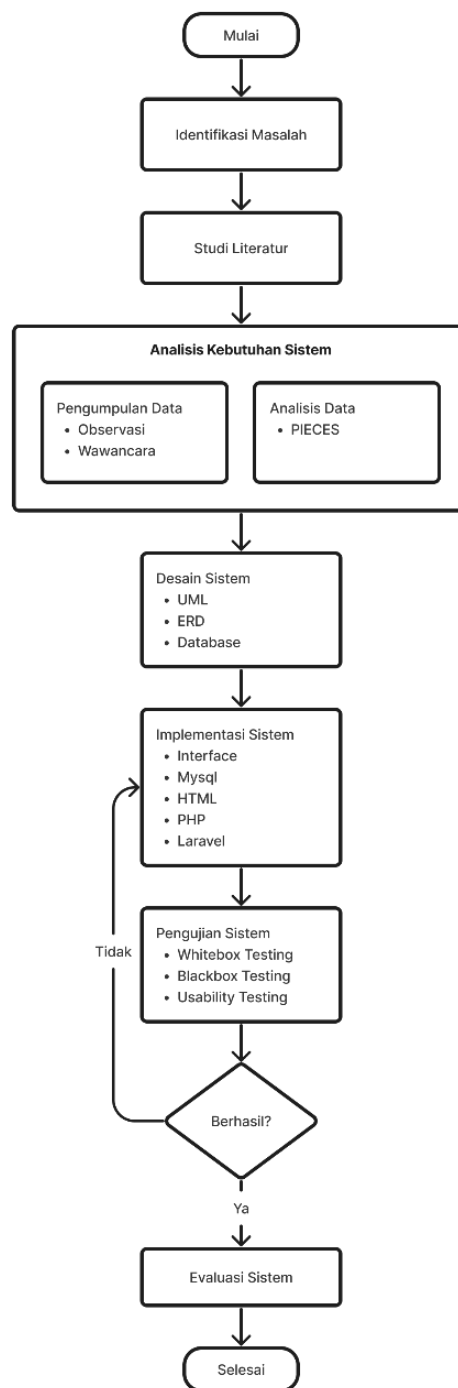 Mulai
Identifikasi Masalah
Studi Literatur
Analisis Kebutuhan Sistem
Pengumpulan Data
• Observasi
• Wawancara
Analisis Data
• PIECES
Desain Sistem
• UML
• ERD
• Database
Implementasi Sistem
• Interface
• Mysql
• HTML
• PHP
• Laravel
Pengujian Sistem
• Whitebox Testing
• Blackbox Testing
• Usability Testing
Tidak
Berhasil?
Ya
Evaluasi Sistem
Selesai